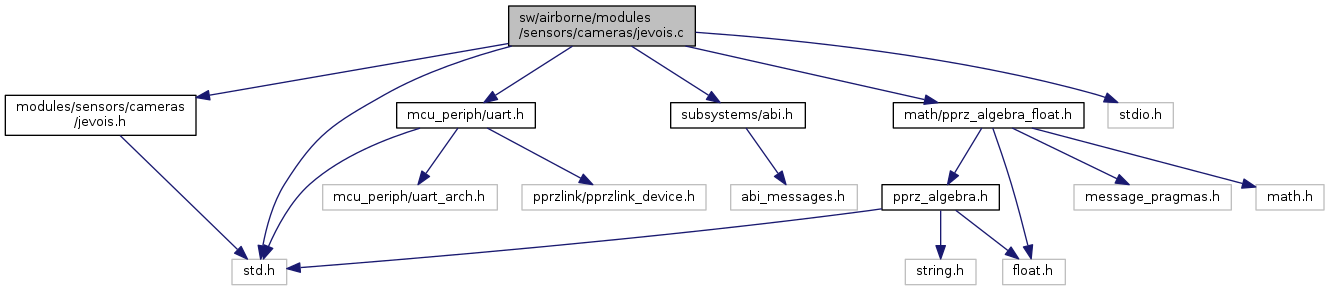 sw/airborne/modules
/sensors/cameras/jevois.c
modules/sensors/cameras
/jevois.h
mcu_periph/uart.h
subsystems/abi.h
math/pprz_algebra_float.h
stdio.h
mcu_periph/uart_arch.h
pprzlink/pprzlink_device.h
abi_messages.h
pprz_algebra.h
message_pragmas.h
math.h
std.h
string.h
float.h